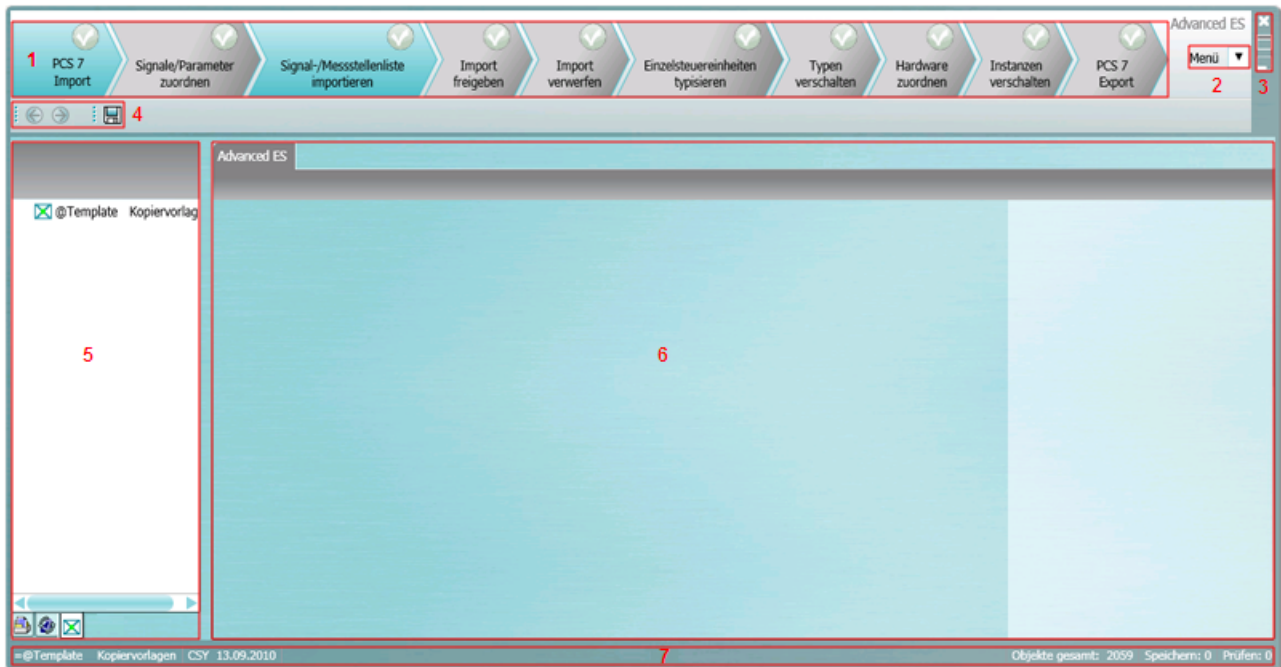 1
PCS 7
Import
Signale/Parameter
zuordnen
Signal-/Messstellenliste
importieren
Import
freigeben
Import
verwerfen
Einzelsteuereinheiten
typisieren
Typen
verschalten
Hardware
zuordnen
Instanzen
verschalten
PCS 7
Export
Advanced ES
Menü
2
3
4
Advanced ES
@Template Kopiervorlag
5
6
=@Template Kopiervorlagen CSY 13.09.2010
7
Objekte gesamt: 2059 Speichern: 0 Prüfen: 0